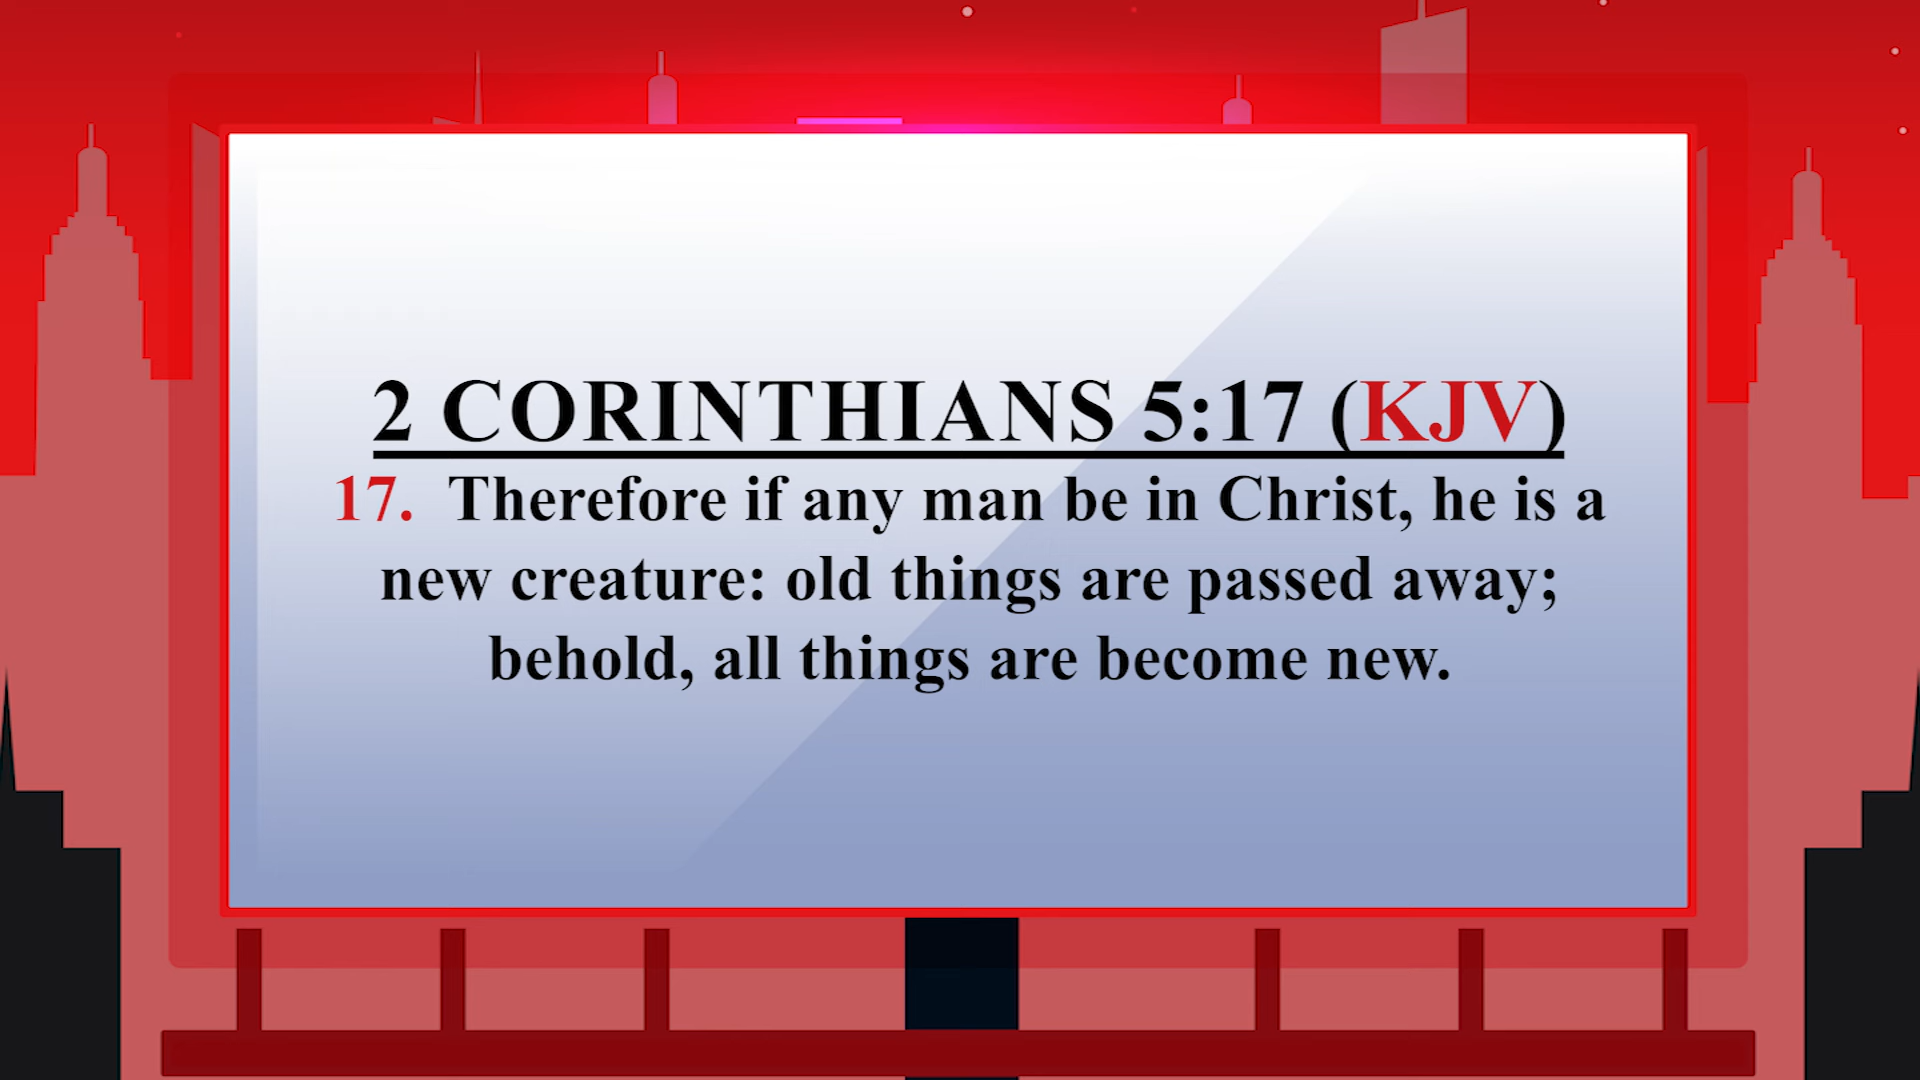 2 CORINTHIANS 5:17 (KJV)
17. Therefore if any man be in Christ, he is a
new creature: old things are passed away;
behold, all things are become new.